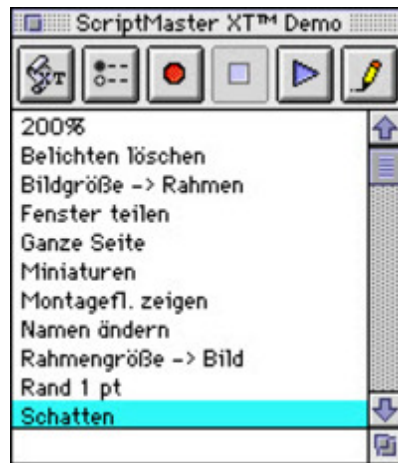 ScriptMaster XT™ Demo
XT
200%
Belichten löschen
Bildgröße -> Rahmen
Fenster teilen
Ganze Seite
Miniaturen
Montagefl. zeigen
Namen ändern
Rahmengröße -> Bild
Rand 1 pt
Schatten